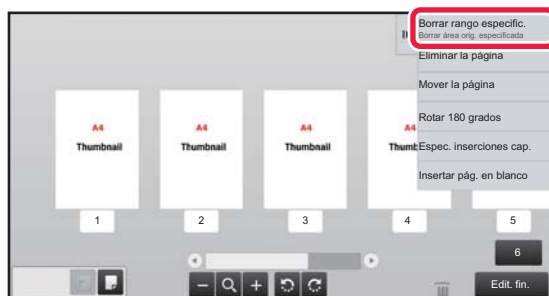 Borrar rango especific.
Borrar área orig. especificada
Eliminar la página
Mover la página
Rotar 180 grados
Espec. inserciones cap.
Insertar pág. en blanco
A4
Thumbnail
A4
Thumbnail
A4
Thumbnail
A4
1
2
3
4
5
6
Edit. fin.